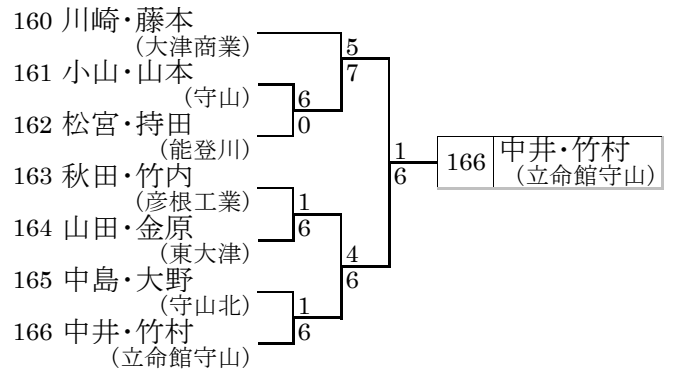 160 川崎・藤本
(大津商業)
5
161 小山・山本
7
(守山)
6
162 松宮・持田
0
(能登川)
1
166 中井・竹村
163 秋田・竹内
6
(立命館守山)
(彦根工業)
1
164 山田・金原
6
(東大津)
4
165 中島・大野
6
(守山北)
1
166 中井・竹村
6
(立命館守山)